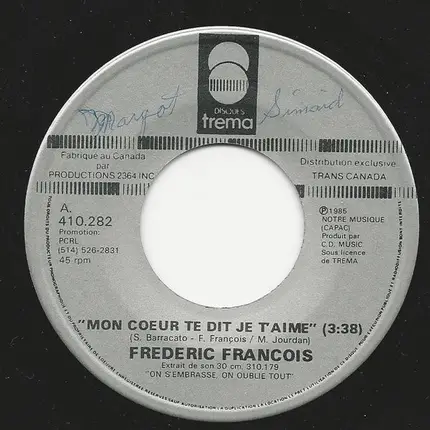 DISQUES
trema
Margot Simard
Fabrique au Canada
par
PRODUCTIONS 2364 INC.
Distribution exclusive
TRANS CANADA
A.
410.282
Promotion:
PCRL
(514) 526-2831
45 rpm
Ⓟ1985
NOTRE MUSIQUE
(CAPAC)
Produit par
C.D. MUSIC
Sous licence
de TREMA
"MON COEUR TE DIT JE T'AIME" (3:38)
(S. Barracato - F. François / M. Jourdan)
FREDERIC FRANCOIS
Extrait de son 30 cm. 310.179
"ON S'EMBRASSE, ON OUBLIE TOUT"